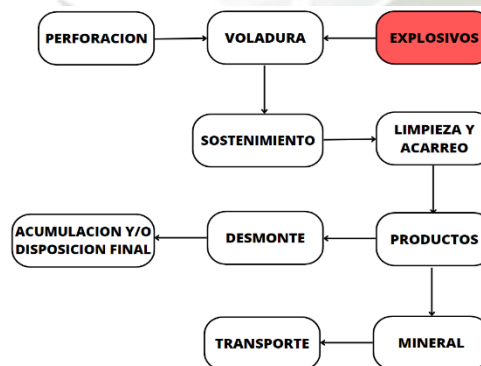 PERFORACION
VOLADURA
EXPLOSIVOS
SOSTENIMIENTO
LIMPIEZA Y
ACARREO
ACUMULACION Y/O
DISPOSICION FINAL
DESMONTE
PRODUCTOS
TRANSPORTE
MINERAL